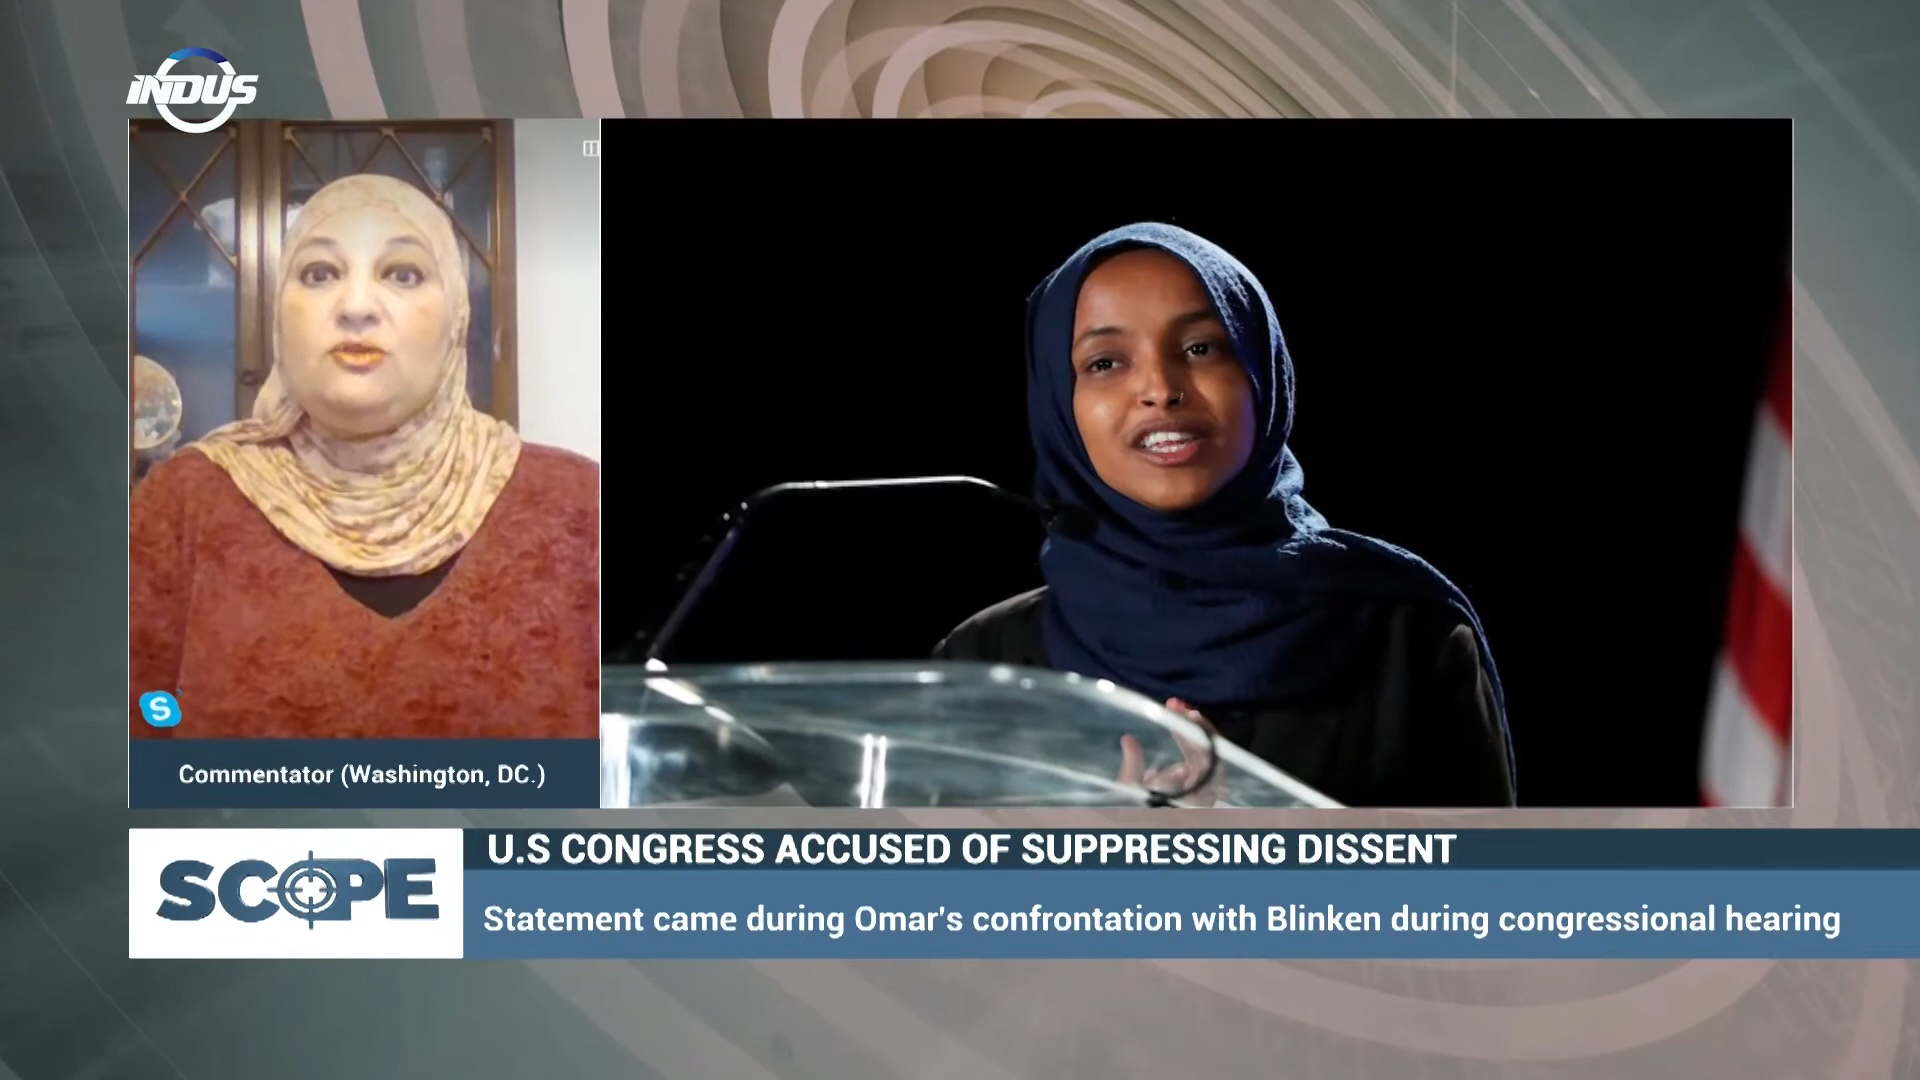 iNDUS
S
Commentator (Washington, DC.)
SCOPE
U.S CONGRESS ACCUSED OF SUPPRESSING DISSENT
Statement came during Omar's confrontation with Blinken during congressional hearing